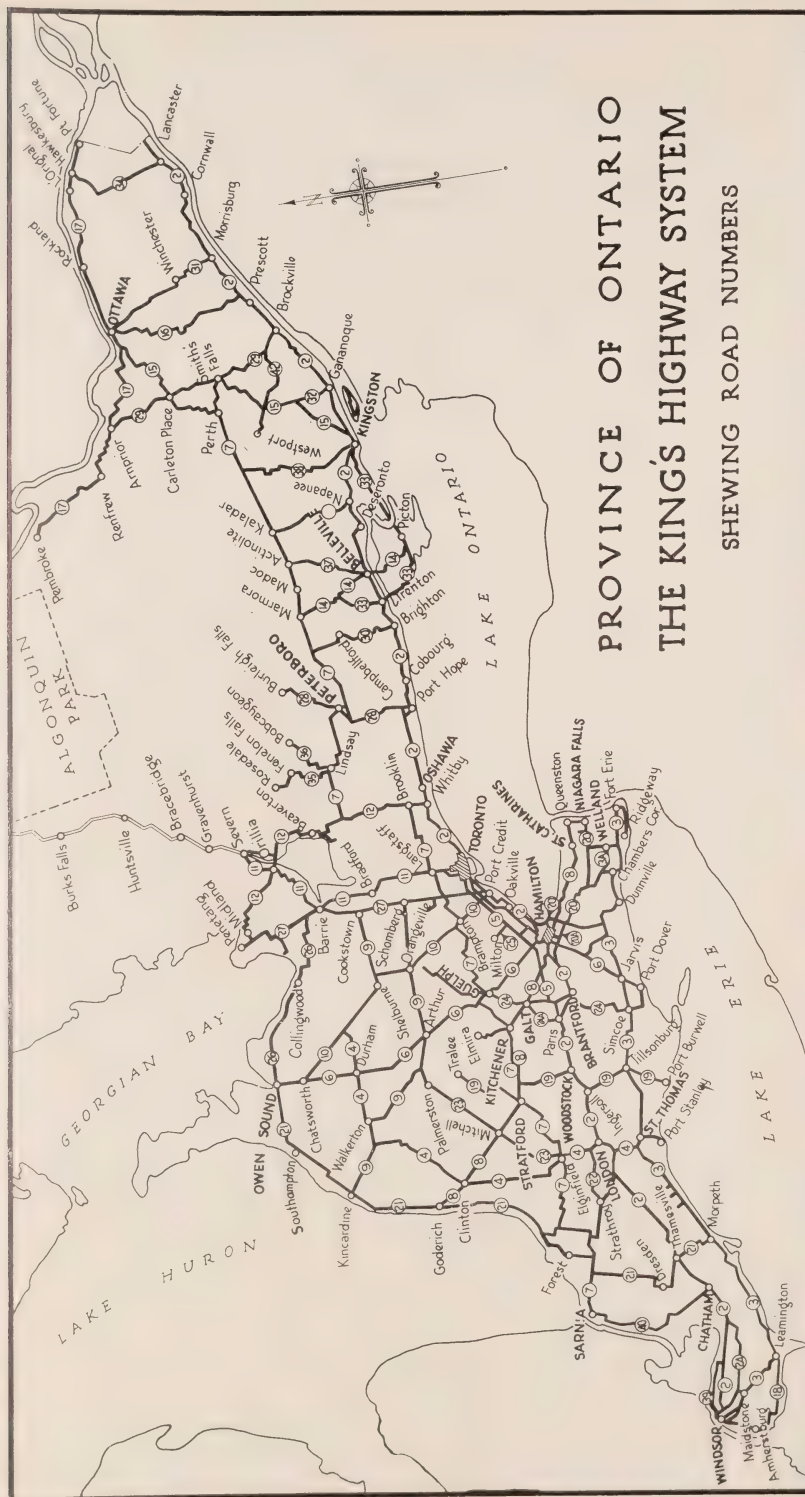 PROVINCE OF ONTARIO
THE KING'S HIGHWAY SYSTEM
SHEWING ROAD NUMBERS
N
ALGONQUIN
PARK
GEORGIAN BAY
LAKE HURON
LAKE ONTARIO
LAKE ERIE
Pembroke
Renfrew
Arnprior
Carleton Place
OTTAWA
Rockland
L'Orignal
Hawkesbury
Pt Fortune
Lancaster
Cornwall
Morrisburg
Winchester
Prescott
Brockville
Gananoque
KINGSTON
Smiths
Falls
Perth
Westport
Napanee
Deseronto
Picton
BELLEVILLE
Trenton
Brighton
Kaladar
Actinolite
Madoc
Marmora
Campbellford
Cobourg
Port Hope
PETERBORO
Burleigh Falls
Bobcaygeon
Fenelon Falls
Rosedale
Lindsay
Beaverton
Brooklin
OSHAWA
Whitby
Langstaff
TORONTO
Port Credit
Oakville
HAMILTON
Burks Falls
Huntsville
Bracebridge
Gravenhurst
Severn
Orillia
Midland
Penetang
Barrie
Bradford
Cookstown
Schomberg
Orangeville
Brampton
Milton
Collingwood
Shelburne
Arthur
GUELPH
GALT
Elmira
Tralee
KITCHENER
Paris
BRANTFORD
OWEN SOUND
Chatsworth
Durham
Walkerton
Southampton
Kincardine
Palmerston
Mitchell
STRATFORD
WOODSTOCK
Ingersoll
Goderich
Clinton
Elginfield
LONDON
Strathroy
Forest
SARNIA
Dresden
Thamesville
CHATHAM
Morpeth
ST. THOMAS
Port Stanley
Port Burwell
Tillsonburg
Simcoe
Port Dover
Jarvis
Dunnville
Chambers Cor.
Ridgeway
Fort Erie
WELLAND
NIAGARA FALLS
Queenston
ST. CATHARINES
WINDSOR
Maidstone
Amherstburg
Leamington